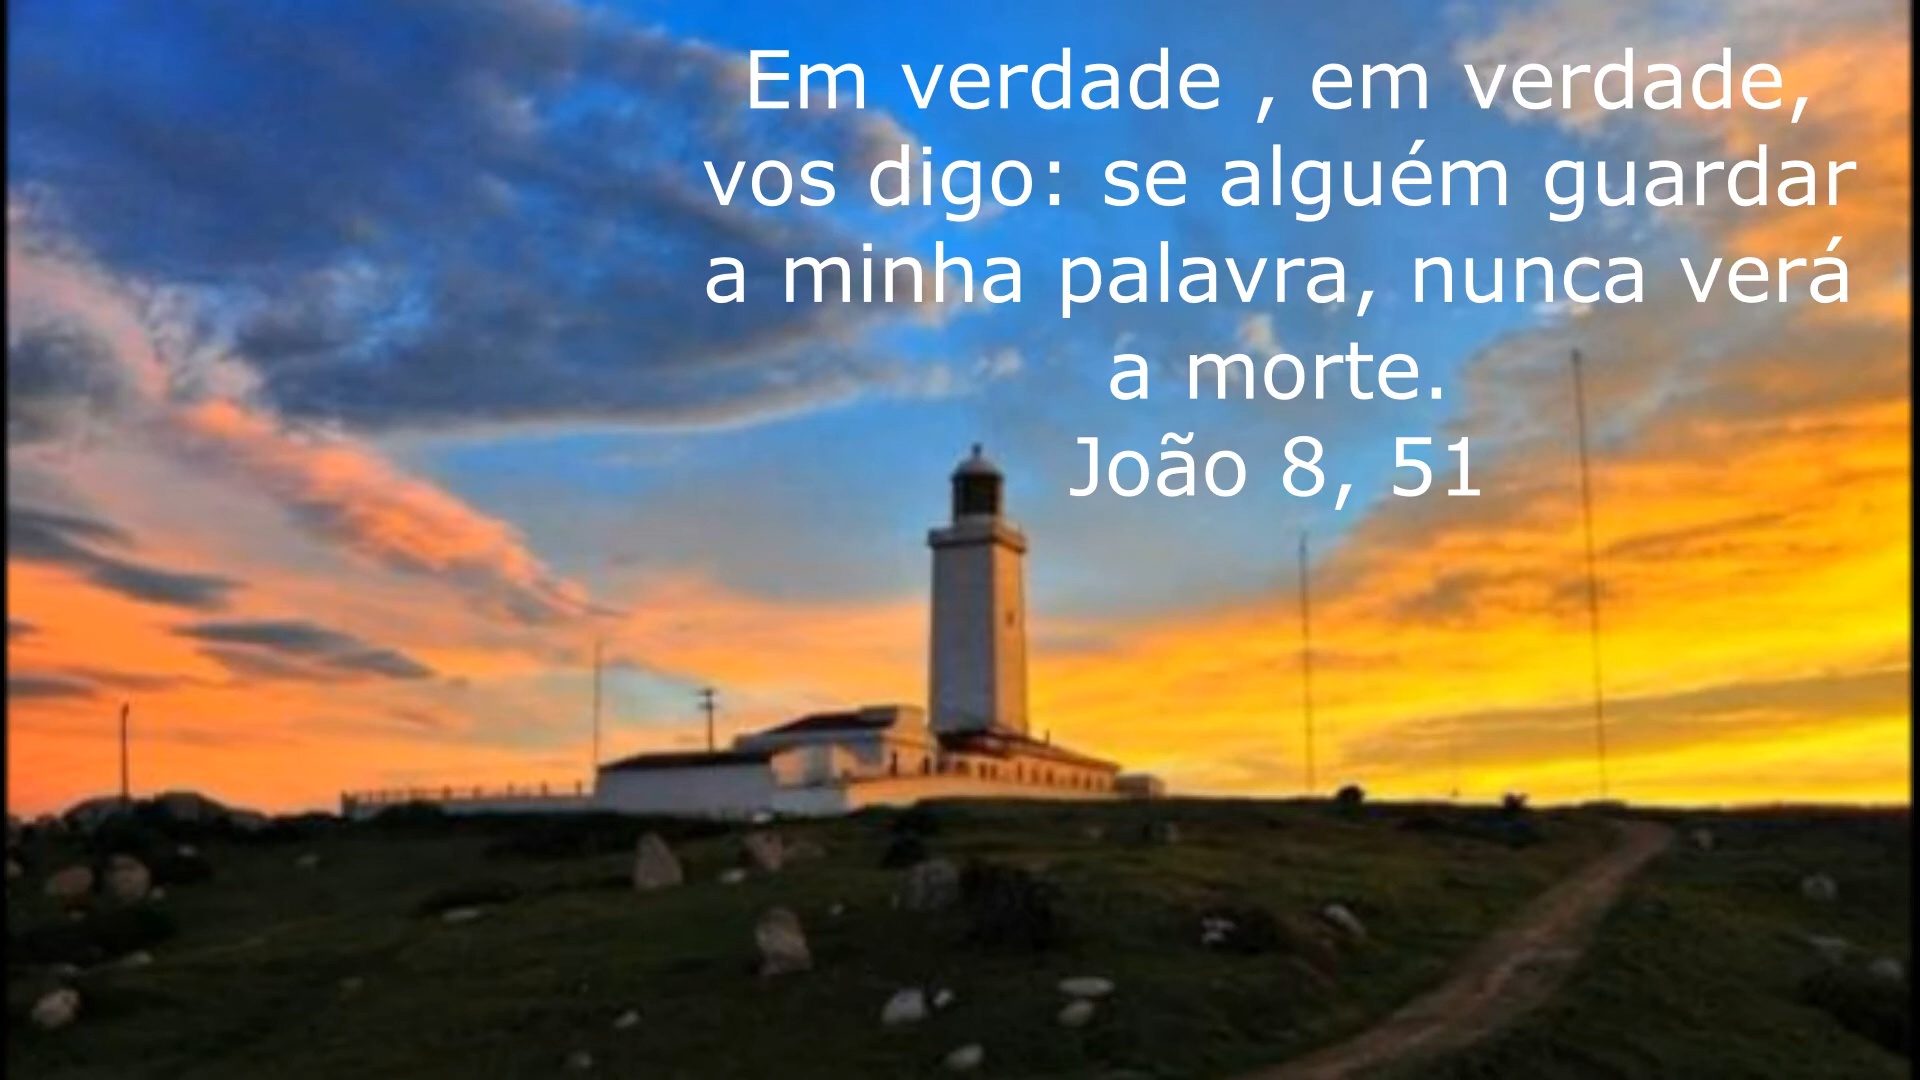 Em verdade , em verdade,
vos digo: se alguém guardar
a minha palavra, nunca verá
a morte.
João 8, 51